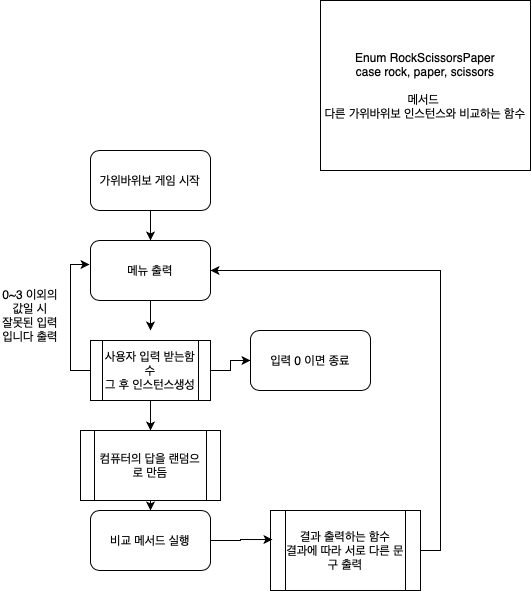 Enum RockScissorsPaper
case rock, paper, scissors
메서드
다른 가위바위보 인스턴스와 비교하는 함수
가위바위보 게임 시작
메뉴 출력
0~3 이외의
값일 시
잘못된 입력
입니다 출력
사용자 입력 받는함
수
그 후 인스턴스생성
입력 0 이면 종료
컴퓨터의 답을 랜덤으
로 만듬
비교 메서드 실행
결과 출력하는 함수
결과에 따라 서로 다른 문
구 출력